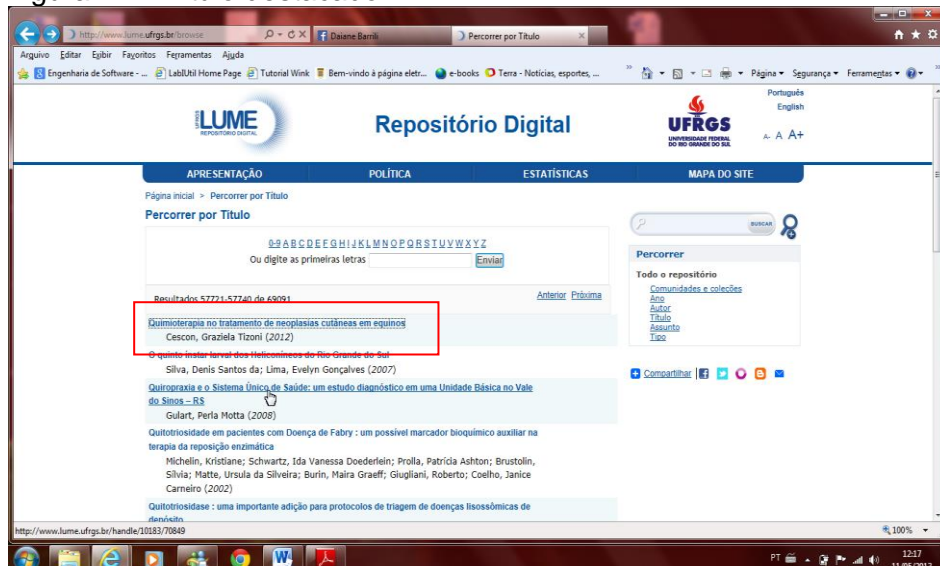 http://www.lume.ufrgs.br/browse
Daiane Barrili
Percorrer por Título
Arquivo Editar Exibir Favoritos Ferramentas Ajuda
Engenharia de Software - ... LabIUtil Home Page Tutorial Wink Bem-vindo à página eletr... e-books Terra - Notícias, esportes, ... Página Segurança Ferramentas
Português
English
LUME
REPOSITÓRIO DIGITAL
Repositório Digital
UFRGS
UNIVERSIDADE FEDERAL
DO RIO GRANDE DO SUL
A- A A+
APRESENTAÇÃO POLÍTICA ESTATÍSTICAS MAPA DO SITE
Página inicial > Percorrer por Título
Percorrer por Título
0-9 A B C D E F G H I J K L M N O P Q R S T U V W X Y Z
Ou digite as primeiras letras Enviar
BUSCAR
Percorrer
Todo o repositório
Comunidades e coleções
Ano
Autor
Título
Assunto
Tipo
Compartilhar
Resultados 57721-57740 de 69091 Anterior Próxima
Quimioterapia no tratamento de neoplasias cutâneas em equinos
Cescon, Graziela Tizoni (2012)
O quinto instar larval dos Heliconíneos do Rio Grande do Sul
Silva, Denis Santos da; Lima, Evelyn Gonçalves (2007)
Quiropraxia e o Sistema Único de Saúde: um estudo diagnóstico em uma Unidade Básica no Vale
do Sinos – RS
Gulart, Perla Motta (2008)
Quitotriosidade em pacientes com Doença de Fabry : um possível marcador bioquímico auxiliar na
terapia da reposição enzimática
Michelin, Kristiane; Schwartz, Ida Vanessa Doederlein; Prolla, Patrícia Ashton; Brustolin,
Sílvia; Matte, Ursula da Silveira; Burin, Maira Graeff; Giugliani, Roberto; Coelho, Janice
Carneiro (2002)
Quitotriosidase : uma importante adição para protocolos de triagem de doenças lisossômicas de
depósito
http://www.lume.ufrgs.br/handle/10183/70849
100%
PT
12:17